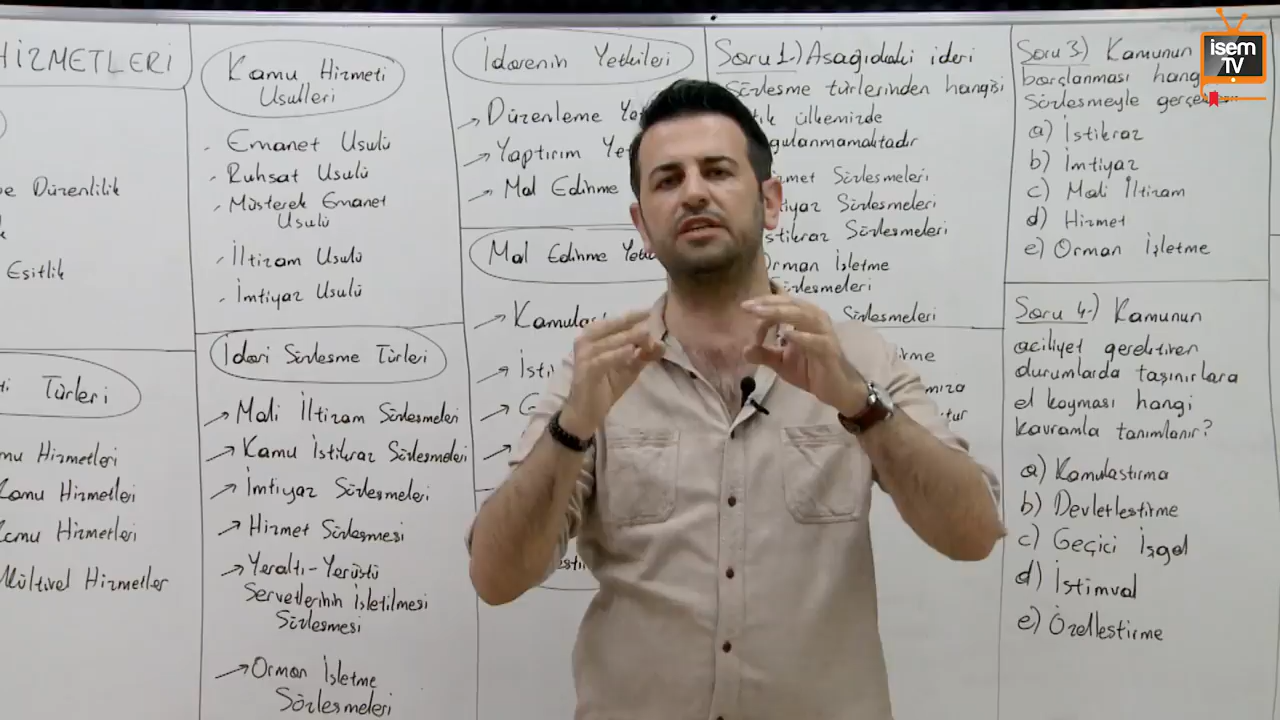 HİZMETLERİ
Düzenlilik
Eşitlik
Türleri
Hizmetleri
Kamu Hizmetleri
Kamu Hizmetleri
Kültürel Hizmetler
Kamu Hizmeti
Usulleri
Emanet Usulü
Ruhsat Usulü
Müşterek Emanet
Usulü
İltizam Usulü
İmtiyaz Usulü
İdari Sözleşme Türleri
Mali İltizam Sözleşmeleri
Kamu İstikraz Sözleşmeleri
İmtiyaz Sözleşmeleri
Hizmet Sözleşmesi
Yeraltı-Yerüstü
Servetlerinin İşletilmesi
Sözleşmesi
Orman İşletme
Sözleşmeleri
İdarenin Yetkileri
Düzenleme
Yaptırım
Mal Edinme
Mal Edinme
Soru 1-) Aşağıdaki ideri
Sözleşme türlerinden hangisi
ülkemizde
Sözleşmeleri
Sözleşmeleri
Sözleşmeleri
İşletme
Sözleşmeleri
Sözleşmeleri
Soru 3-) Kamunun
borçlanması
Sözleşmeyle
a) İstikraz
b) İmtiyaz
c) Mali İltizam
d) Hizmet
e) Orman İşletme
Soru 4-) Kamunun
aciliyet gerektiren
durumlarda taşınırlara
el koyması hangi
kavramla tanımlanır?
a) Kamulaştırma
b) Devletleştirme
c) Geçici İşgal
d) İstimval
e) Özelleştirme
isem
TV